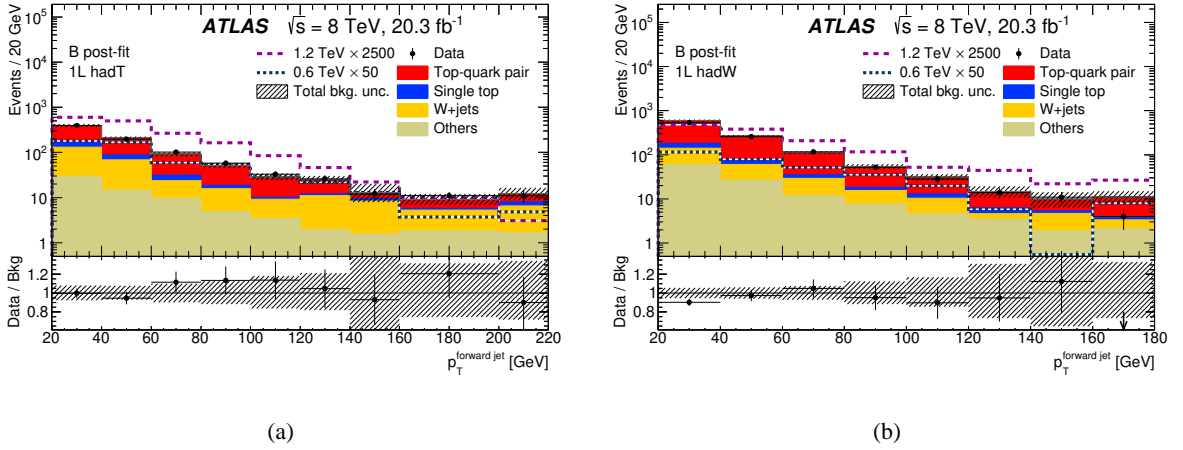 ATLAS √s = 8 TeV, 20.3 fb⁻¹
B post-fit
1L hadT
1.2 TeV × 2500
0.6 TeV × 50
Total bkg. unc.
Data
Top-quark pair
Single top
W+jets
Others
Events / 20 GeV
10⁵
10⁴
10³
10²
10
1
Data / Bkg
1.2
1
0.8
20 40 60 80 100 120 140 160 180 200 220
p_T^forward jet [GeV]
(a)
ATLAS √s = 8 TeV, 20.3 fb⁻¹
B post-fit
1L hadW
1.2 TeV × 2500
0.6 TeV × 50
Total bkg. unc.
Data
Top-quark pair
Single top
W+jets
Others
Events / 20 GeV
10⁵
10⁴
10³
10²
10
1
Data / Bkg
1.2
1
0.8
20 40 60 80 100 120 140 160 180
p_T^forward jet [GeV]
(b)